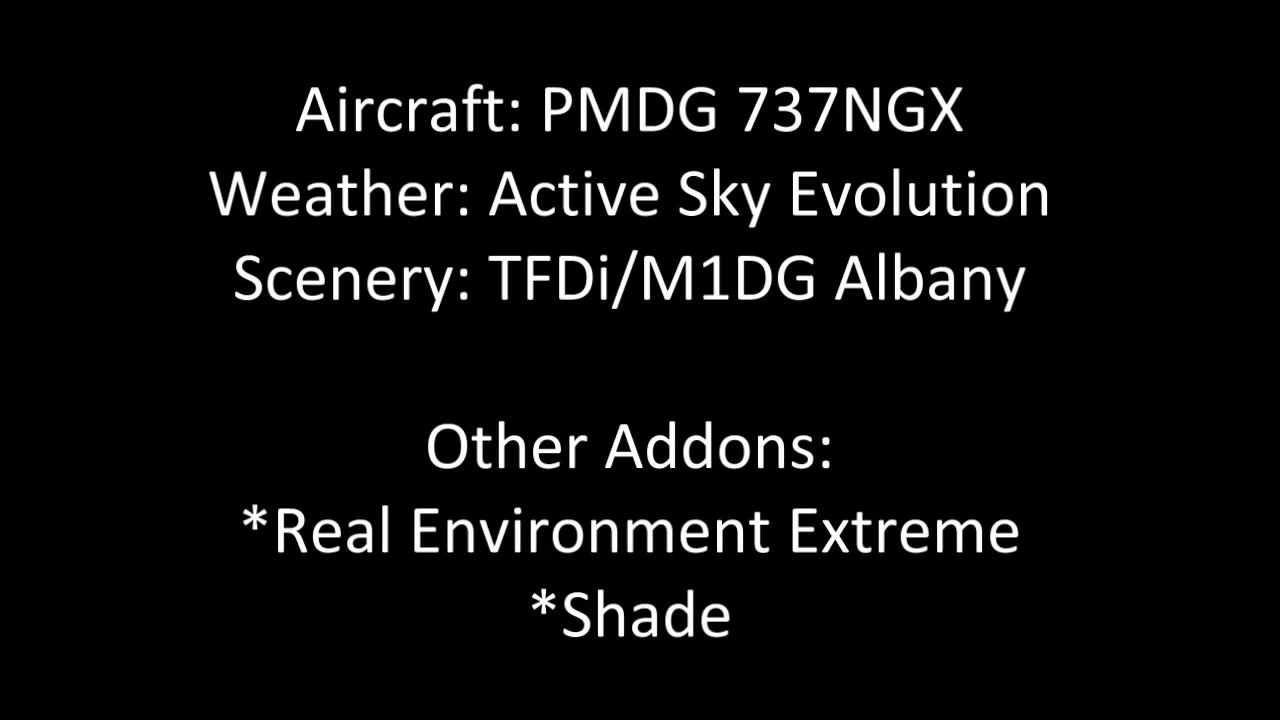 Aircraft: PMDG 737NGX
Weather: Active Sky Evolution
Scenery: TFDi/M1DG Albany
Other Addons:
*Real Environment Extreme
*Shade